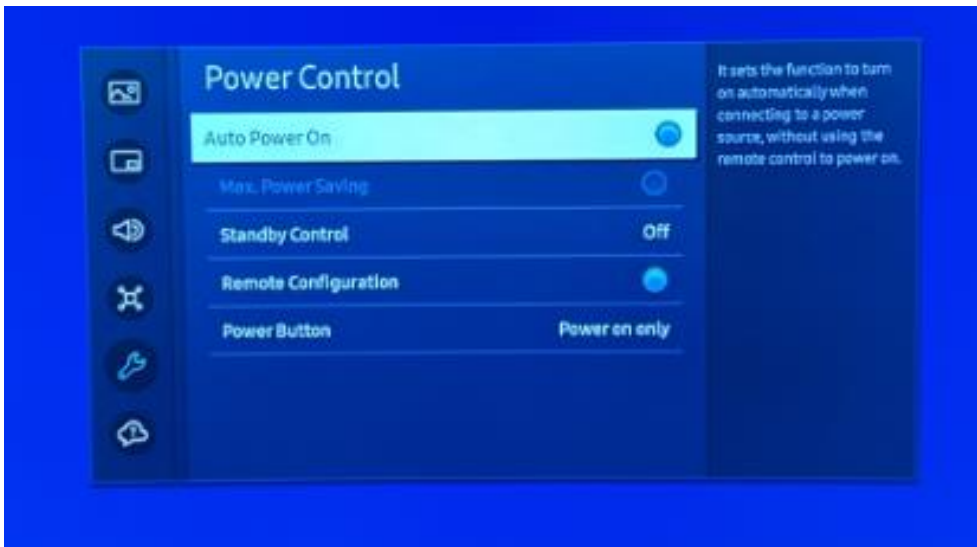 Power Control
Auto Power On
Max. Power Saving
Standby Control Off
Remote Configuration
Power Button Power on only
It sets the function to turn
on automatically when
connecting to a power
source, without using the
remote control to power on.